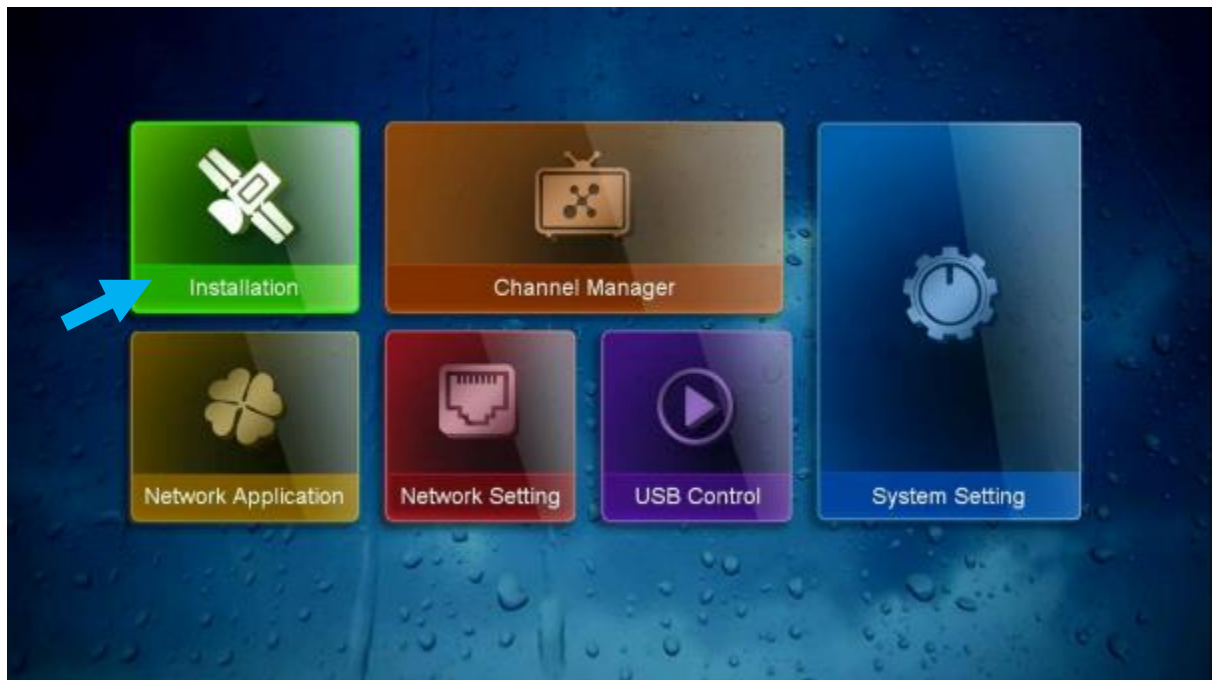 Installation
Channel Manager
Network Application
Network Setting
USB Control
System Setting